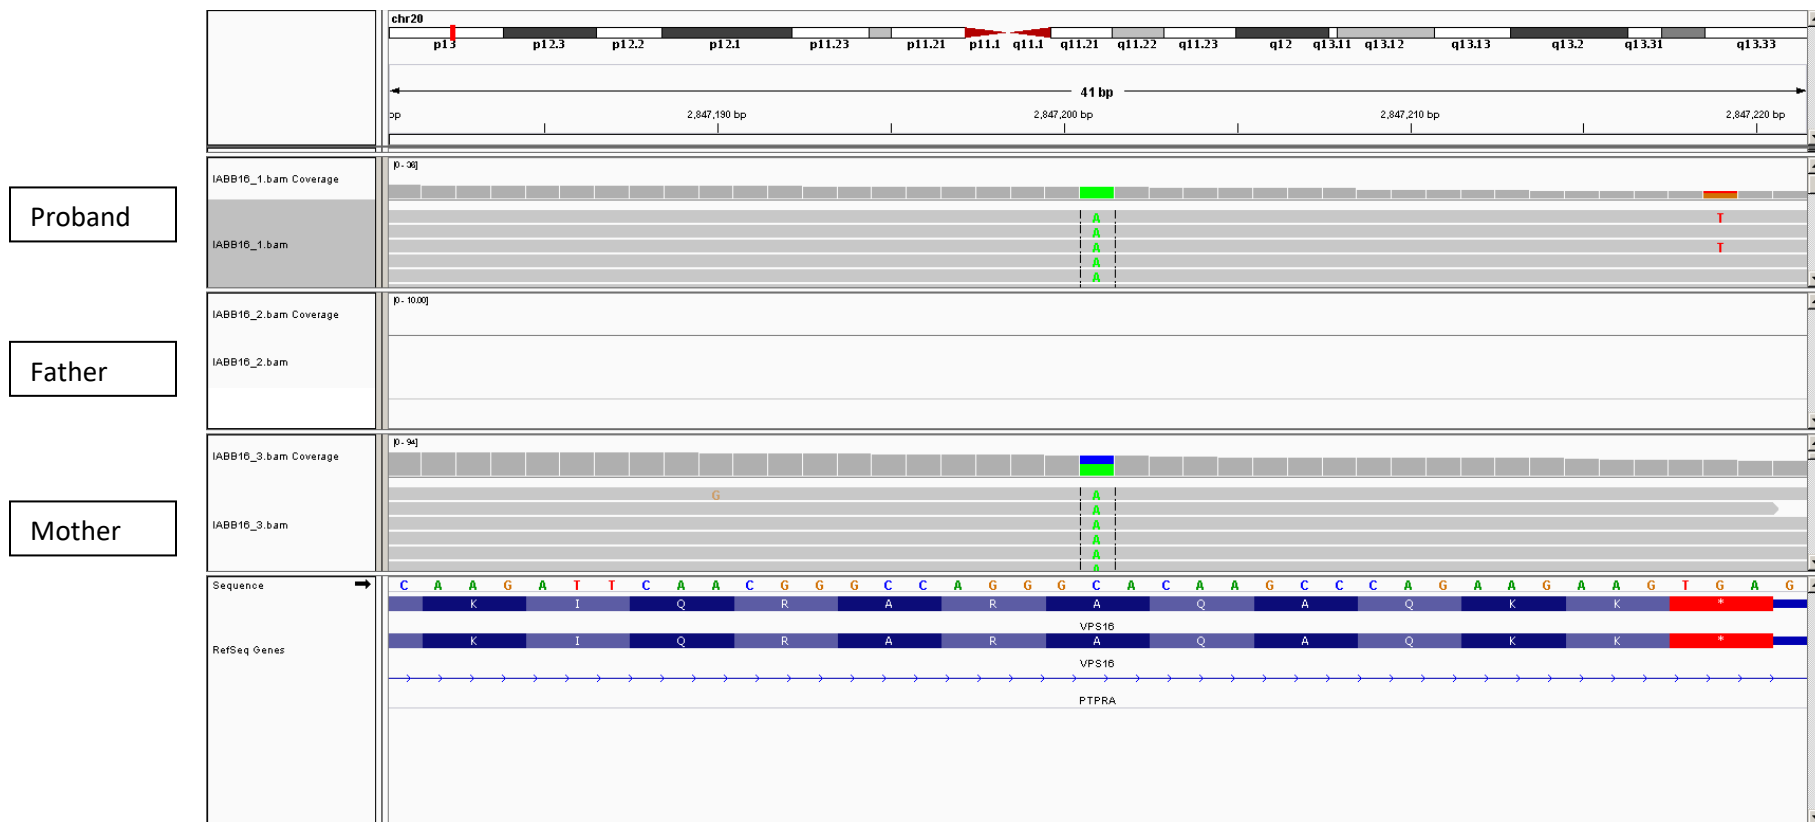 chr20
p13 p12.3 p12.2 p12.1 p11.23 p11.21 p11.1 q11.1 q11.21 q11.22 q11.23 q12 q13.11 q13.12 q13.13 q13.2 q13.31 q13.33
41 bp
bp 2,847,190 bp 2,847,200 bp 2,847,210 bp 2,847,220 bp
Proband
IABB16_1.bam Coverage
[0 - 36]
IABB16_1.bam
A T
A
A T
A
A
Father
IABB16_2.bam Coverage
[0 - 10.00]
IABB16_2.bam
Mother
IABB16_3.bam Coverage
[0 - 94]
IABB16_3.bam
G A
A
A
A
A
A
Sequence
C A A G A T T C A A C G G G C C A G G G C A C A A G C C C A G A A G A A G T G A G
K I Q R A R A Q A Q K K *
VPS16
RefSeq Genes
K I Q R A R A Q A Q K K *
VPS16
PTPRA